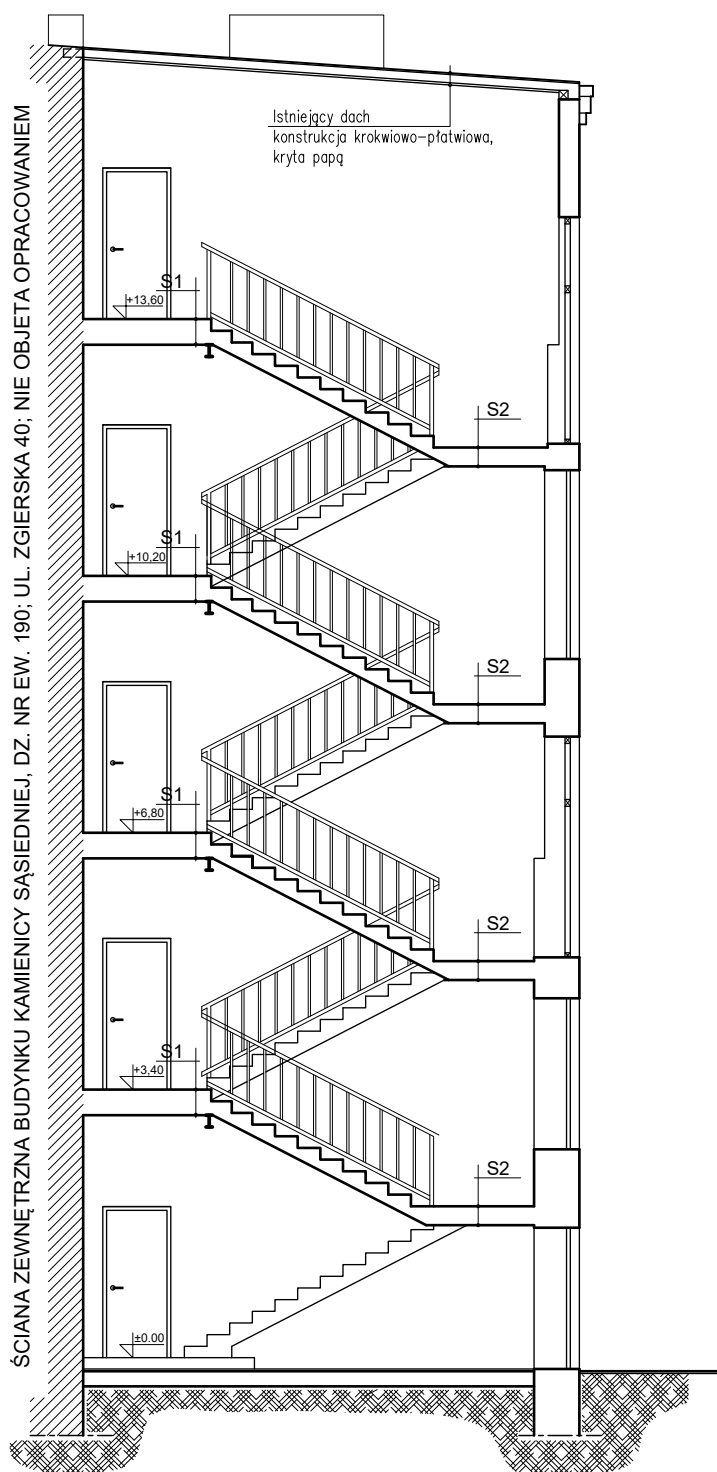 Istniejący dach
konstrukcja krokwiowo-płatwiowa,
kryta papą
ŚCIANA ZEWNĘTRZNA BUDYNKU KAMIENICY SĄSIEDNIEJ, DZ. NR EW. 190; UL. ZGIERSKA 40; NIE OBJETA OPRACOWANIEM
S1
+13,60
S2
S1
+10,20
S2
S1
+6,80
S2
S1
+3,40
S2
±0.00